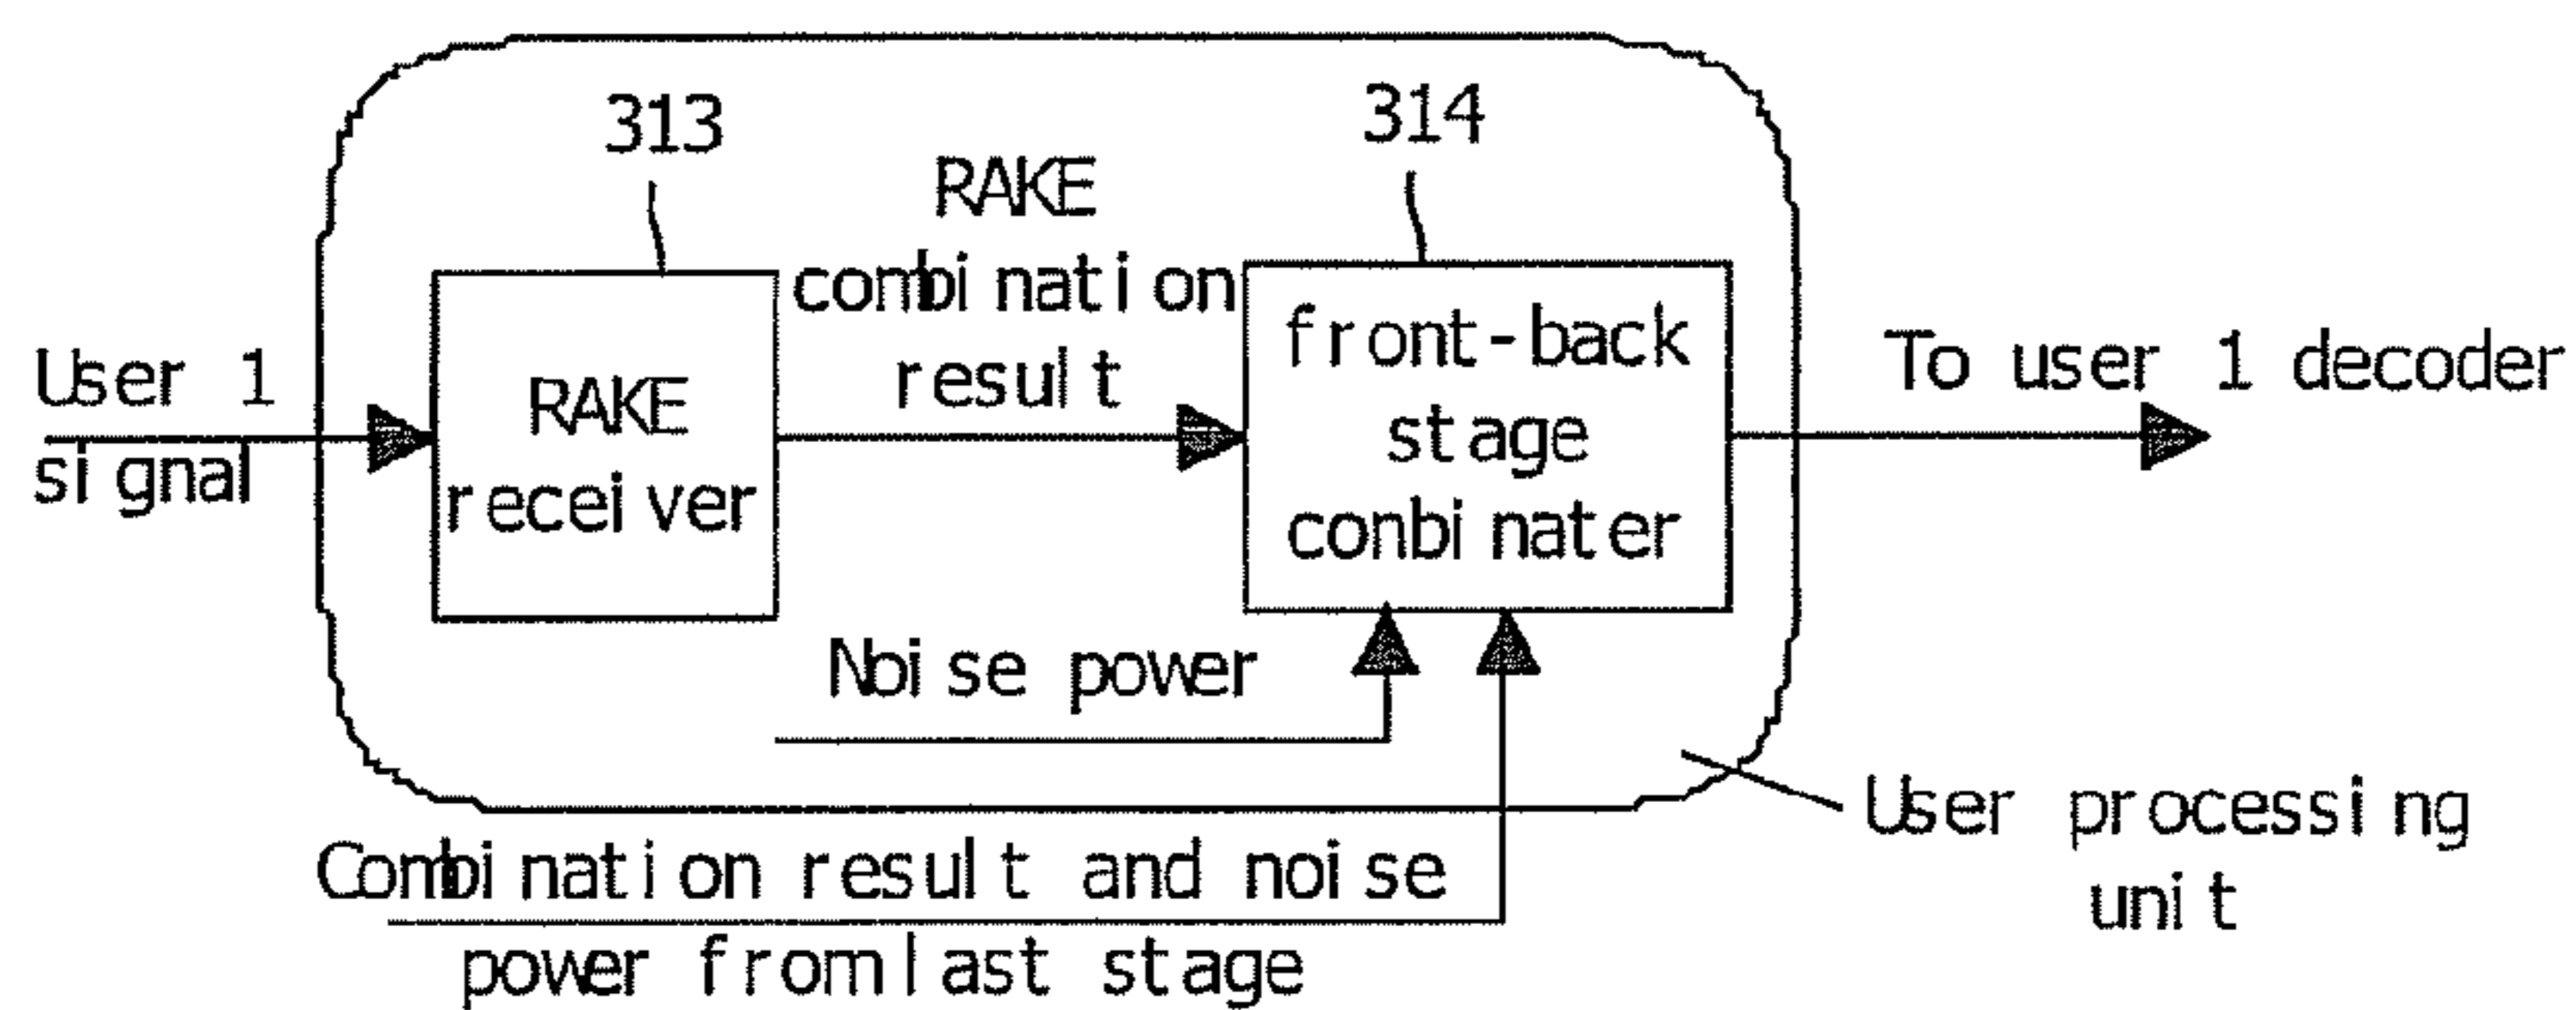 313
314
RAKE
combination
result
User 1
signal
RAKE
receiver
front-back
stage
conbinater
To user 1 decoder
Noise power
User processing
unit
Combination result and noise
power from last stage